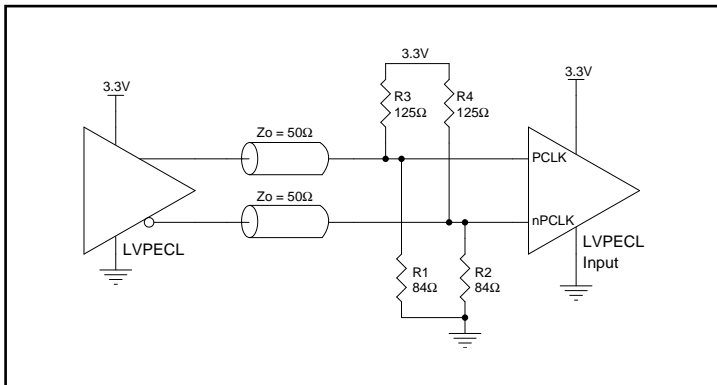 3.3V
3.3V
3.3V
R3
125Ω
R4
125Ω
Zo = 50Ω
PCLK
Zo = 50Ω
nPCLK
LVPECL
LVPECL
Input
R1
84Ω
R2
84Ω